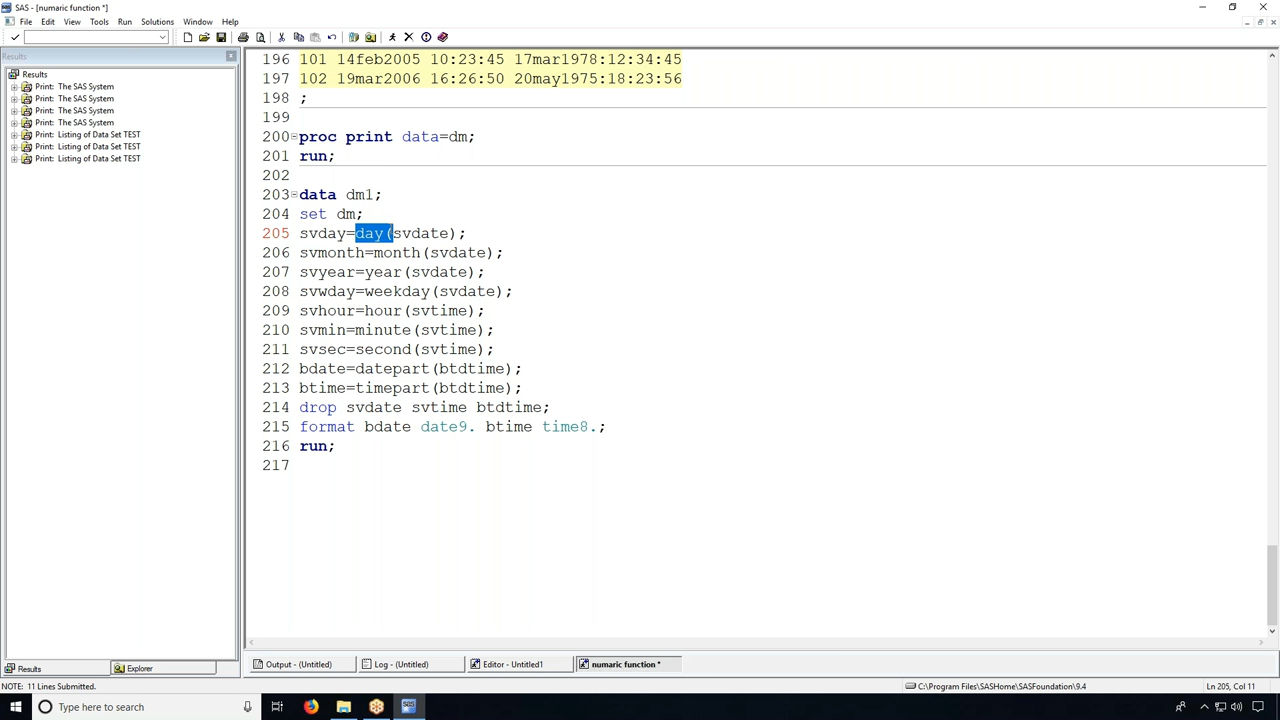 SAS - [numaric function *]
File Edit View Tools Run Solutions Window Help
Results
Results
Print: The SAS System
Print: The SAS System
Print: The SAS System
Print: The SAS System
Print: Listing of Data Set TEST
Print: Listing of Data Set TEST
Print: Listing of Data Set TEST
196 101 14feb2005 10:23:45 17mar1978:12:34:45
197 102 19mar2006 16:26:50 20may1975:18:23:56
198 ;
199
200 proc print data=dm;
201 run;
202
203 data dm1;
204 set dm;
205 svday=day(svdate);
206 svmonth=month(svdate);
207 svyear=year(svdate);
208 svwday=weekday(svdate);
209 svhour=hour(svtime);
210 svmin=minute(svtime);
211 svsec=second(svtime);
212 bdate=datepart(btdtime);
213 btime=timepart(btdtime);
214 drop svdate svtime btdtime;
215 format bdate date9. btime time8.;
216 run;
217
Results Explorer
Output - (Untitled) Log - (Untitled) Editor - Untitled1 numaric function *
NOTE: 11 Lines Submitted. C:\Program Files\SASHome\SASFoundation\9.4 Ln 205, Col 11
Type here to search